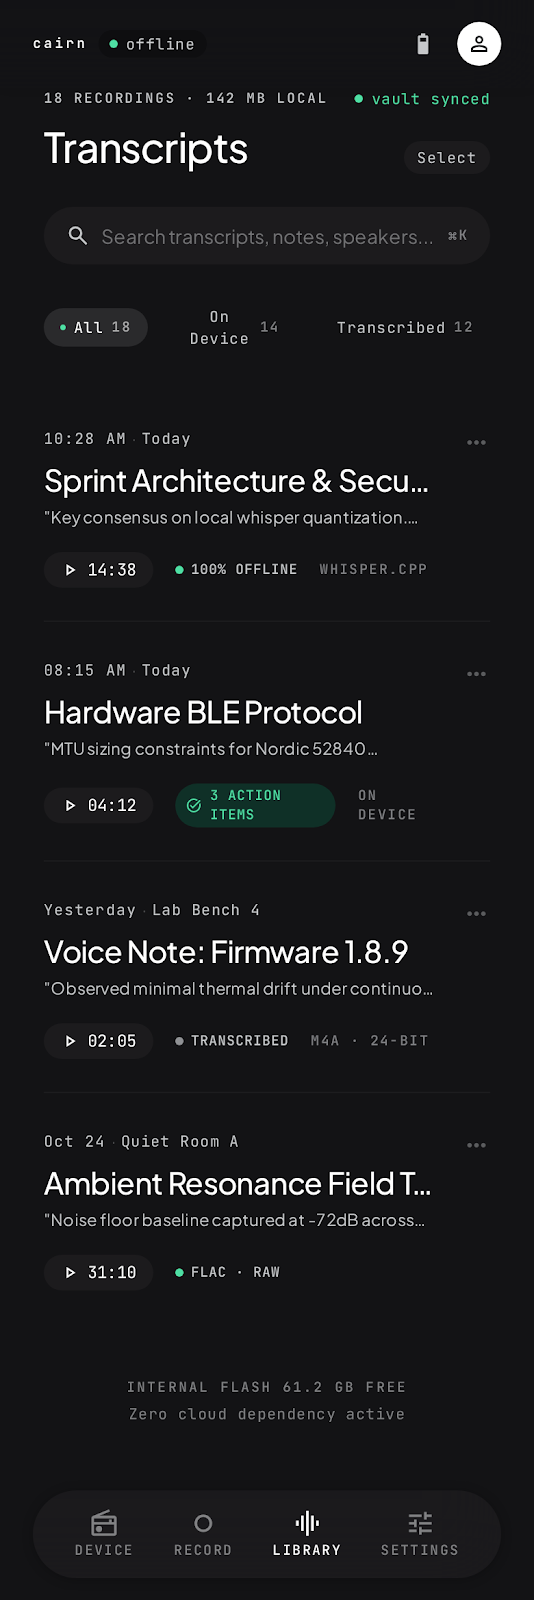 cairn offline
18 RECORDINGS · 142 MB LOCAL vault synced
Transcripts
Select
Search transcripts, notes, speakers... ⌘K
All 18 On Device 14 Transcribed 12
10:28 AM · Today
Sprint Architecture & Secu...
"Key consensus on local whisper quantization....
14:38 100% OFFLINE WHISPER.CPP
08:15 AM · Today
Hardware BLE Protocol
"MTU sizing constraints for Nordic 52840...
04:12 3 ACTION ITEMS ON DEVICE
Yesterday · Lab Bench 4
Voice Note: Firmware 1.8.9
"Observed minimal thermal drift under continuo...
02:05 TRANSCRIBED M4A · 24-BIT
Oct 24 · Quiet Room A
Ambient Resonance Field T...
"Noise floor baseline captured at -72dB across...
31:10 FLAC · RAW
INTERNAL FLASH 61.2 GB FREE
Zero cloud dependency active
DEVICE RECORD LIBRARY SETTINGS